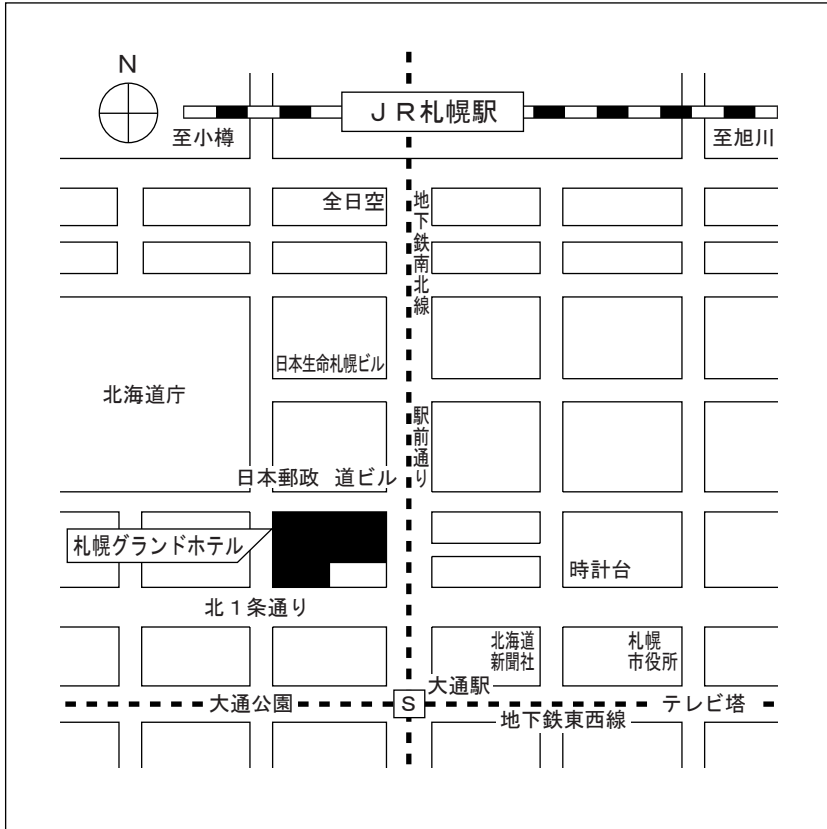 N
JR札幌駅
至小樽
至旭川
全日空
地下鉄南北線
日本生命札幌ビル
北海道庁
駅前通り
日本郵政 道ビル
札幌グランドホテル
時計台
北1条通り
北海道
新聞社
札幌
市役所
大通駅
大通公園
S
テレビ塔
地下鉄東西線